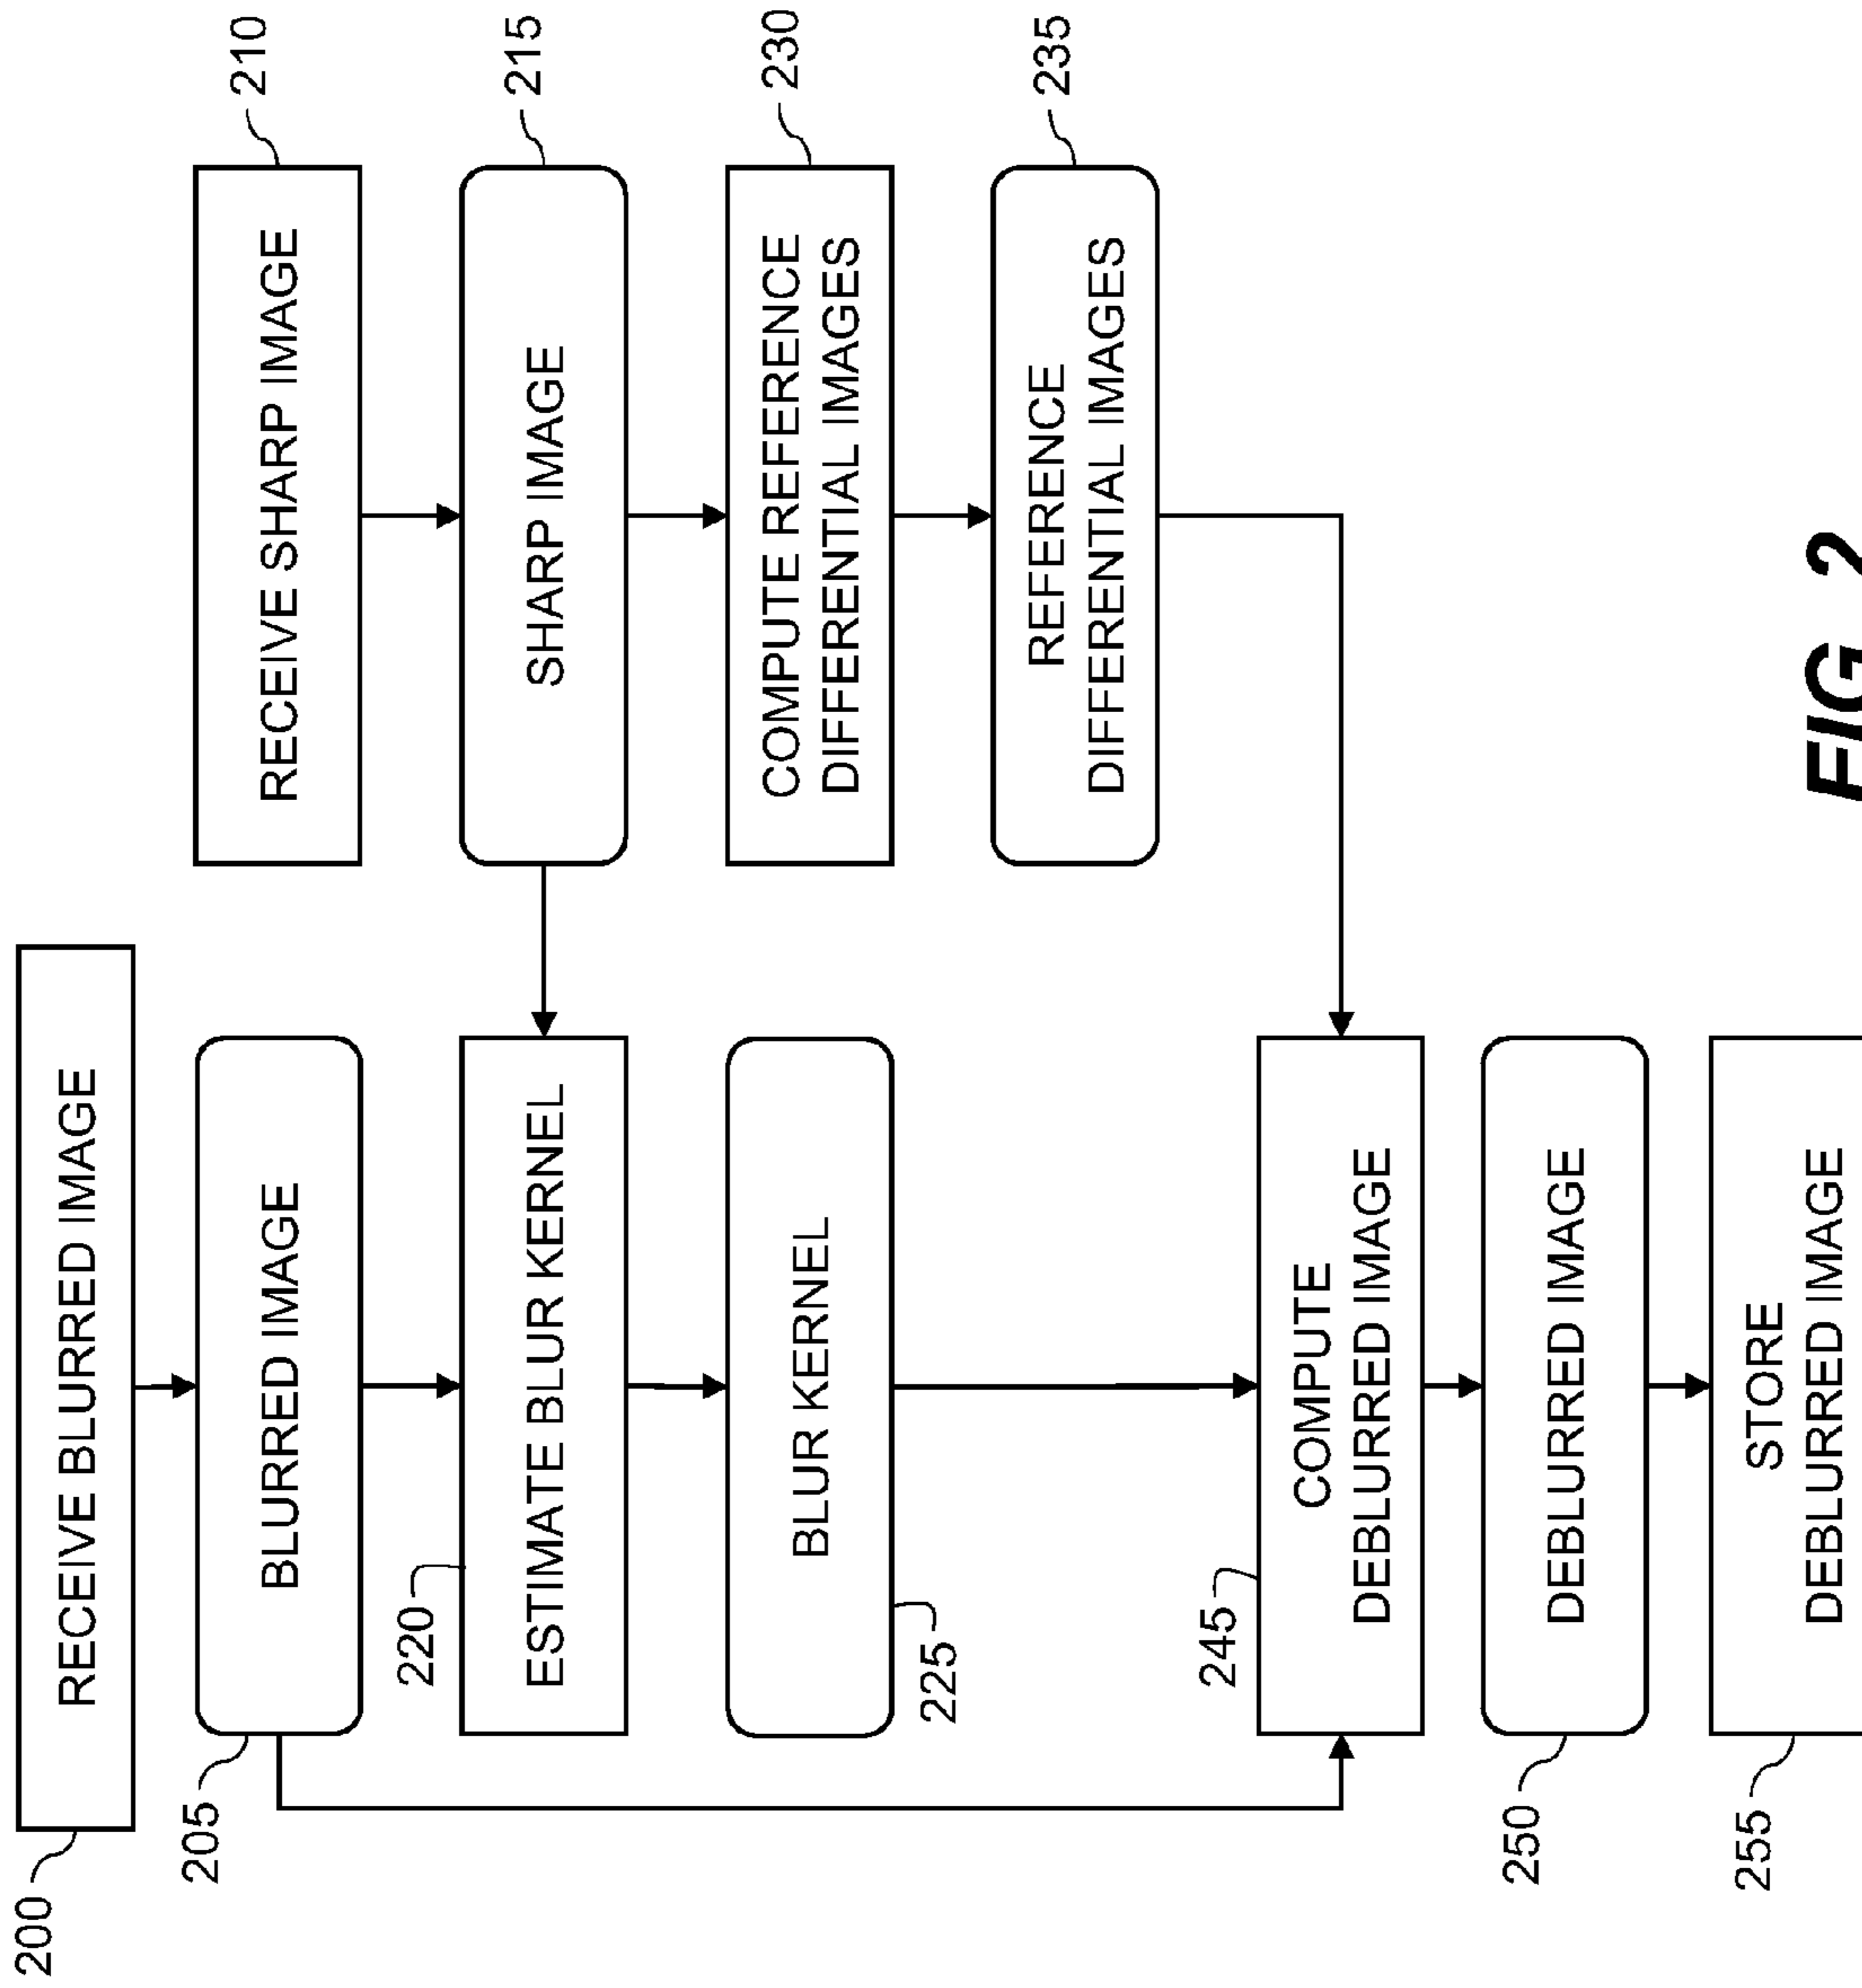 200
RECEIVE BLURRED IMAGE
205
BLURRED IMAGE
RECEIVE SHARP IMAGE
210
220
ESTIMATE BLUR KERNEL
SHARP IMAGE
215
BLUR KERNEL
225
COMPUTE REFERENCE
DIFFERENTIAL IMAGES
230
REFERENCE
DIFFERENTIAL IMAGES
235
245
COMPUTE
DEBLURRED IMAGE
250
DEBLURRED IMAGE
255
STORE
DEBLURRED IMAGE
FIG. 2